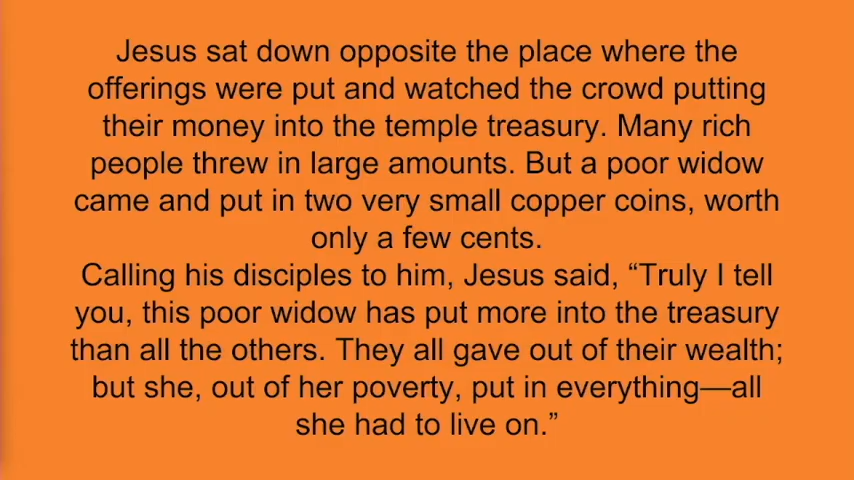 Jesus sat down opposite the place where the
offerings were put and watched the crowd putting
their money into the temple treasury. Many rich
people threw in large amounts. But a poor widow
came and put in two very small copper coins, worth
only a few cents.
Calling his disciples to him, Jesus said, “Truly I tell
you, this poor widow has put more into the treasury
than all the others. They all gave out of their wealth;
but she, out of her poverty, put in everything—all
she had to live on.”